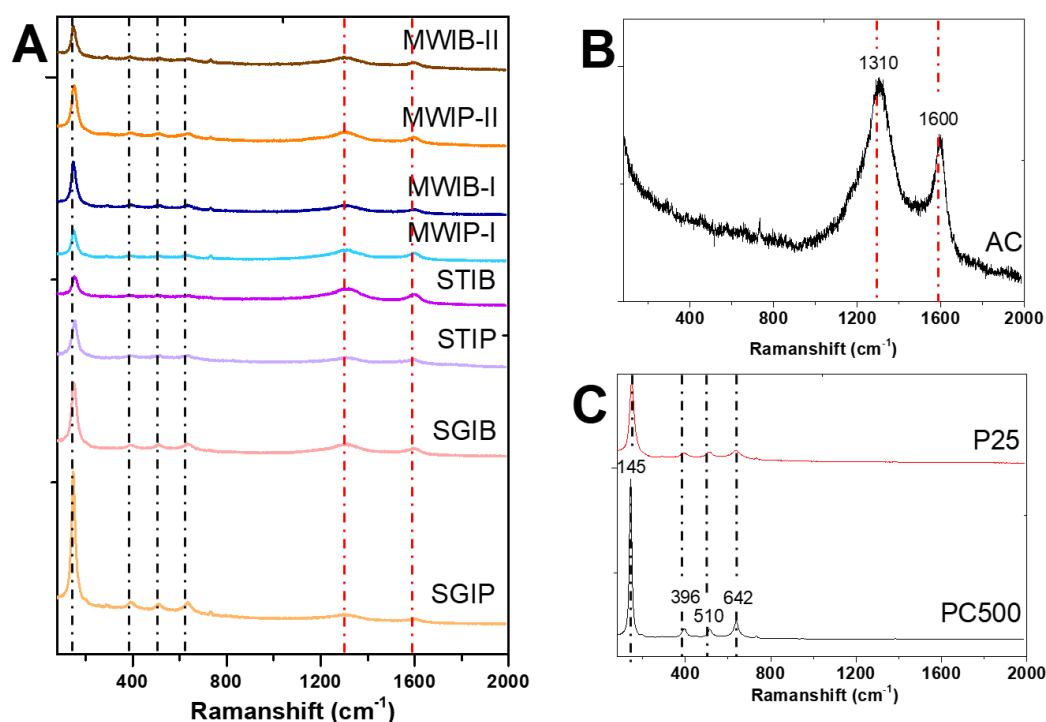 A
MWIB-II
MWIP-II
MWIB-I
MWIP-I
STIB
STIP
SGIB
SGIP
400 800 1200 1600 2000
Ramanshift (cm⁻¹)
B
1310
1600
AC
400 800 1200 1600 2000
Ramanshift (cm⁻¹)
C
P25
145
396
510
642
PC500
400 800 1200 1600 2000
Ramanshift (cm⁻¹)